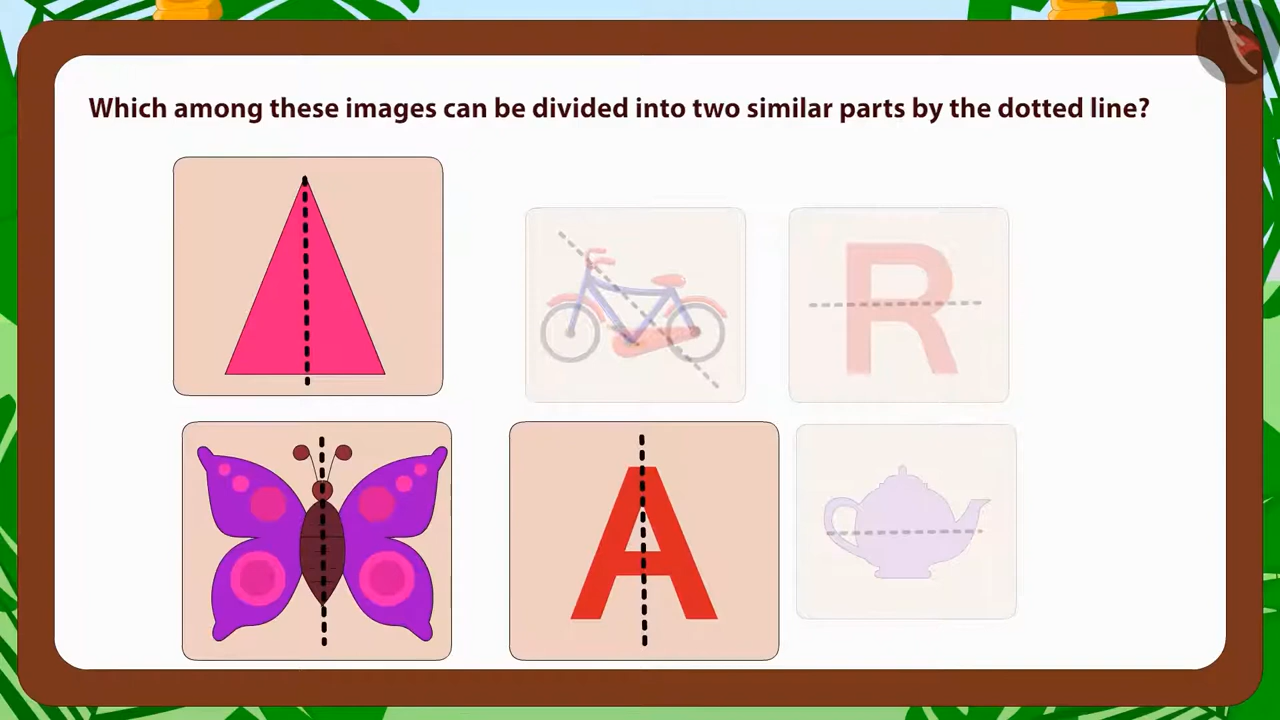 Which among these images can be divided into two similar parts by the dotted line?
R
A